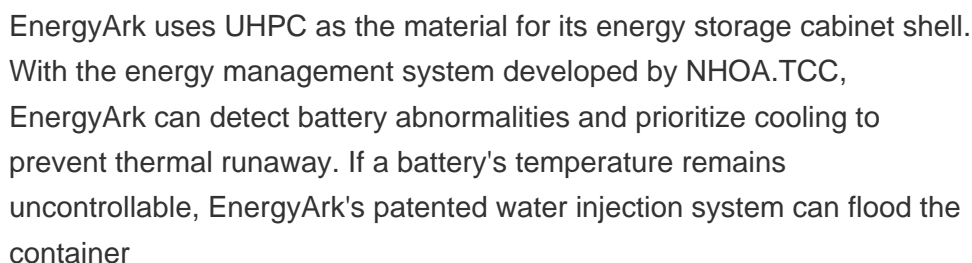 EnergyArk uses UHPC as the material for its energy storage cabinet shell.
With the energy management system developed by NHOA.TCC,
EnergyArk can detect battery abnormalities and prioritize cooling to
prevent thermal runaway. If a battery's temperature remains
uncontrollable, EnergyArk's patented water injection system can flood the
container